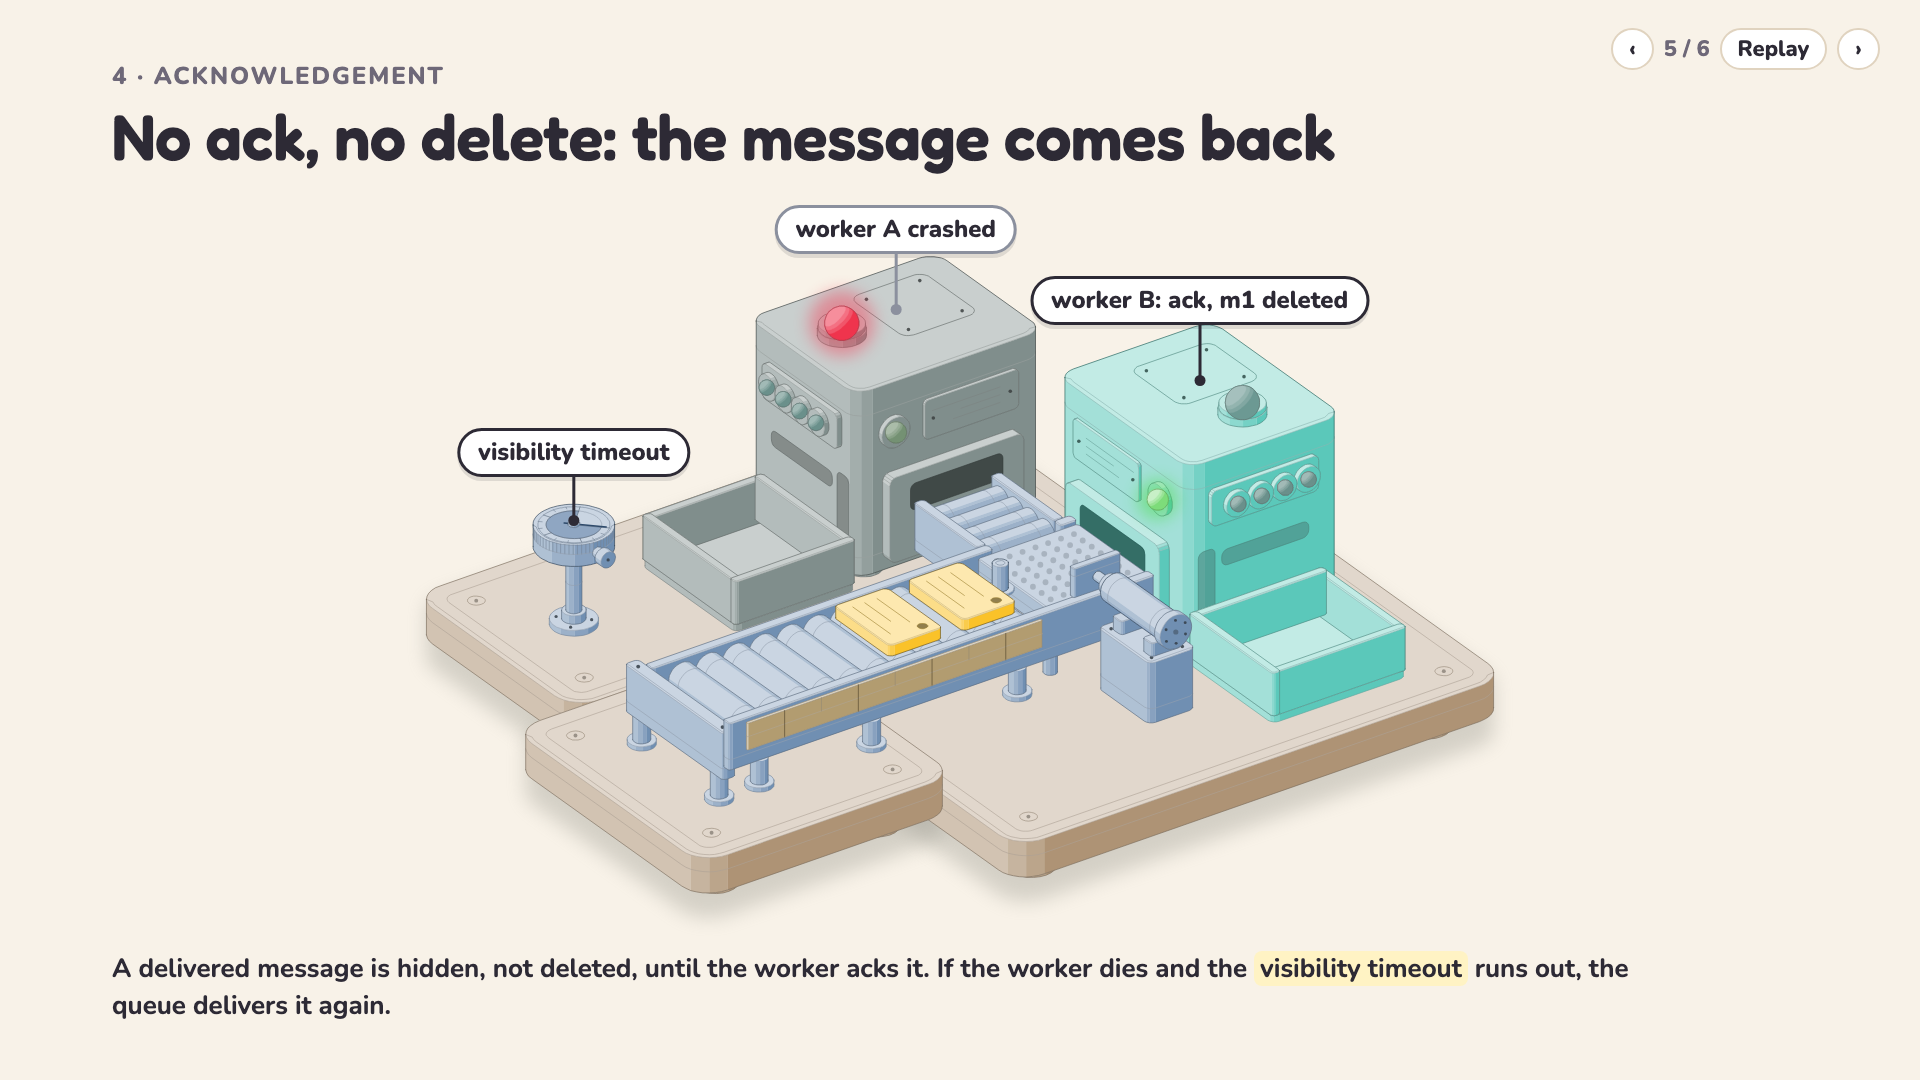 ‹ 5 / 6 Replay ›
4 · ACKNOWLEDGEMENT
No ack, no delete: the message comes back
worker A crashed
worker B: ack, m1 deleted
visibility timeout
A delivered message is hidden, not deleted, until the worker acks it. If the worker dies and the visibility timeout runs out, the
queue delivers it again.